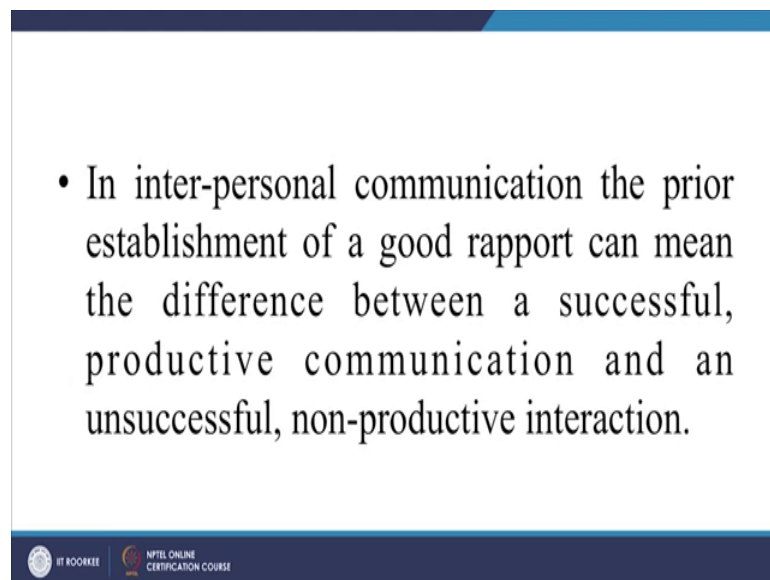 • In inter-personal communication the prior
establishment of a good rapport can mean
the difference between a successful,
productive communication and an
unsuccessful, non-productive interaction.
IIT ROORKEE
NPTEL ONLINE
CERTIFICATION COURSE